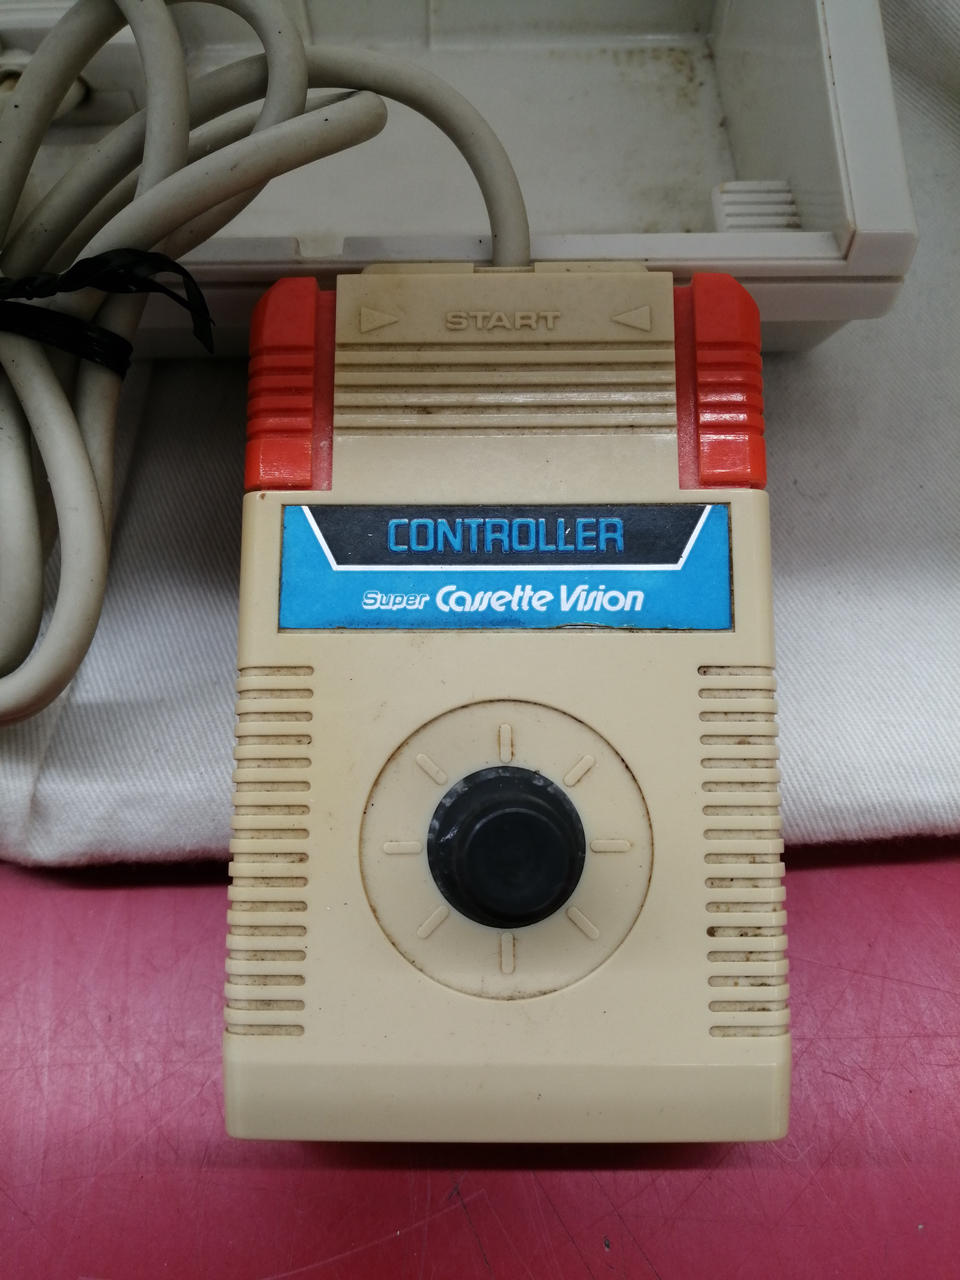 START
CONTROLLER
Super Cassette Vision